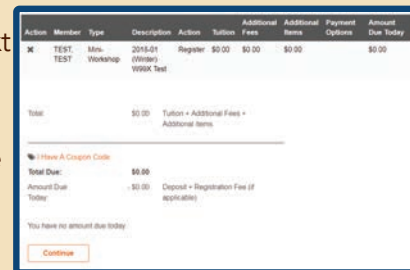 Action Member Type Description Action Tuition Additional Fees Additional Items Payment Options Amount Due Today
TEST, TEST Mini-Workshop 2015-01 (Winter) W99X Test Register $0.00 $0.00 $0.00 $0.00
Total: $0.00 Tuition + Additional Fees + Additional Items
I Have A Coupon Code
Total Due: $0.00
Amount Due Today: - $0.00 Deposit + Registration Fee (if applicable)
You have no amount due today.
Continue